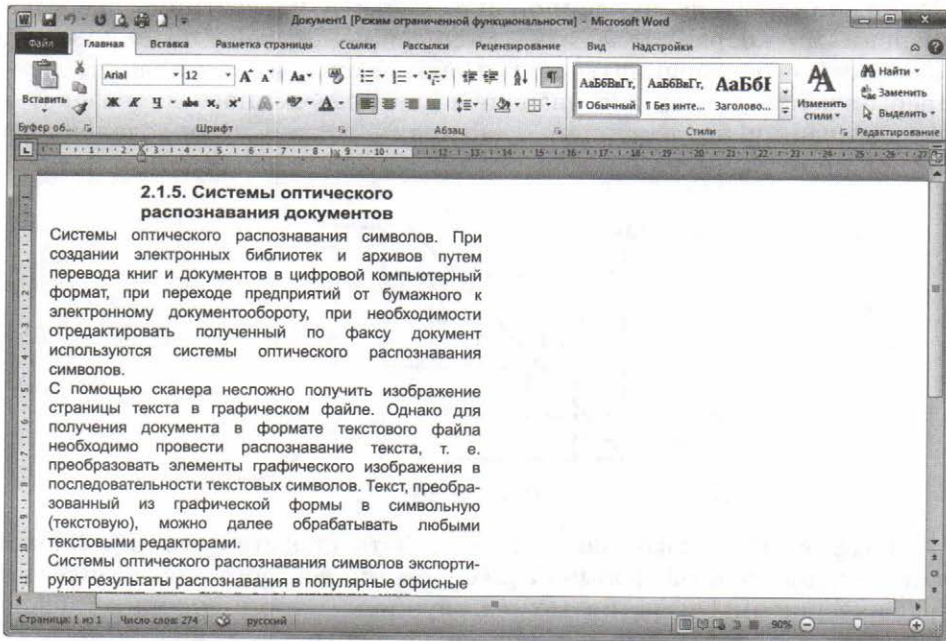 Документ1 [Режим ограниченной функциональности] - Microsoft Word
Файл Главная Вставка Разметка страницы Ссылки Рассылки Рецензирование Вид Надстройки
Вставить
Arial 12
Ж К Ч abc x, x²
АаБбВвГг, АаБбВвГг, АаБбІ
¶ Обычный ¶ Без инте... Заголово...
Изменить стили
Найти
Заменить
Выделить
Буфер об... Шрифт Абзац Стили Редактирование
2.1.5. Системы оптического
распознавания документов
Системы оптического распознавания символов. При
создании электронных библиотек и архивов путем
перевода книг и документов в цифровой компьютерный
формат, при переходе предприятий от бумажного к
электронному документообороту, при необходимости
отредактировать полученный по факсу документ
используются системы оптического распознавания
символов.
С помощью сканера несложно получить изображение
страницы текста в графическом файле. Однако для
получения документа в формате текстового файла
необходимо провести распознавание текста, т. е.
преобразовать элементы графического изображения в
последовательности текстовых символов. Текст, преобра-
зованный из графической формы в символьную
(текстовую), можно далее обрабатывать любыми
текстовыми редакторами.
Системы оптического распознавания символов экспорти-
руют результаты распознавания в популярные офисные
Страница: 1 из 1 Число слов: 274 русский 90%